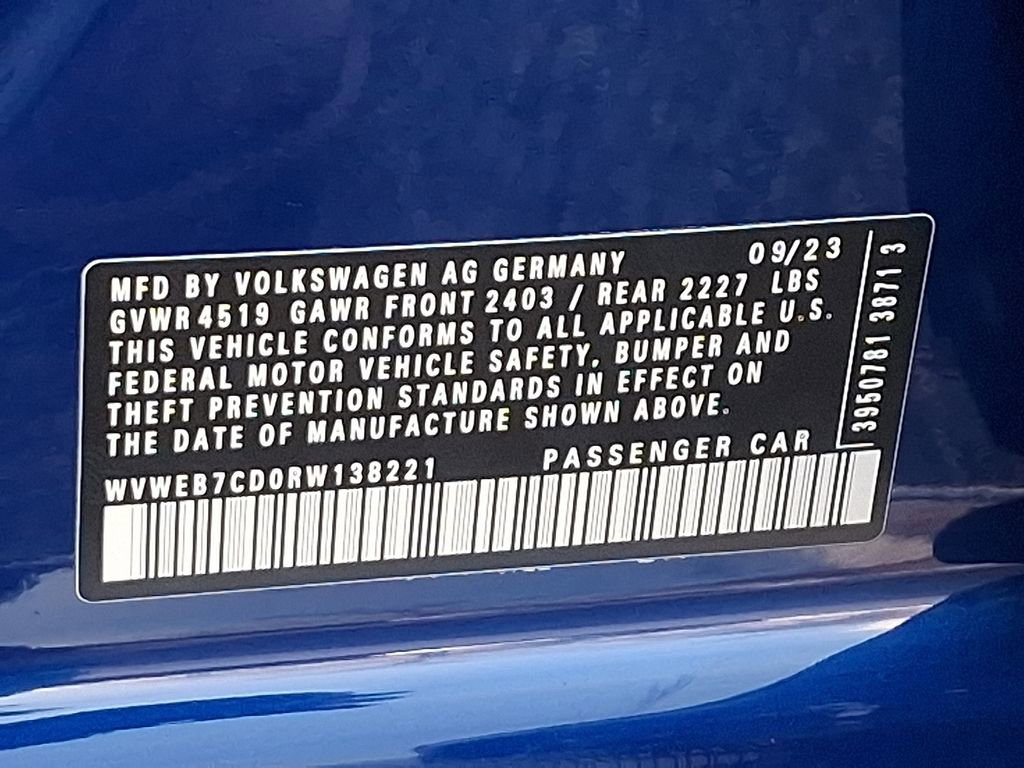 MFD BY VOLKSWAGEN AG GERMANY 09/23
GVWR 4519 GAWR FRONT 2403 / REAR 2227 LBS
THIS VEHICLE CONFORMS TO ALL APPLICABLE U.S.
FEDERAL MOTOR VEHICLE SAFETY, BUMPER AND
THEFT PREVENTION STANDARDS IN EFFECT ON
THE DATE OF MANUFACTURE SHOWN ABOVE.
WVWEB7CD0RW138221 PASSENGER CAR
3950781 3871 3